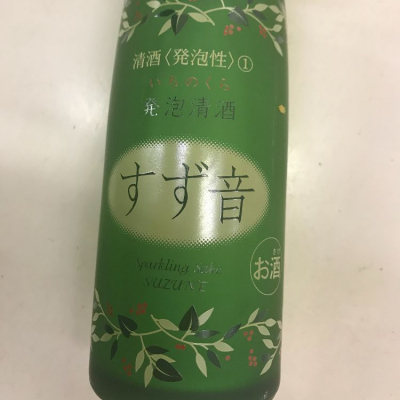 清酒〈発泡性〉①
いちのくら
発泡清酒
すず音
Sparkling Sake
SUZUNE
お酒